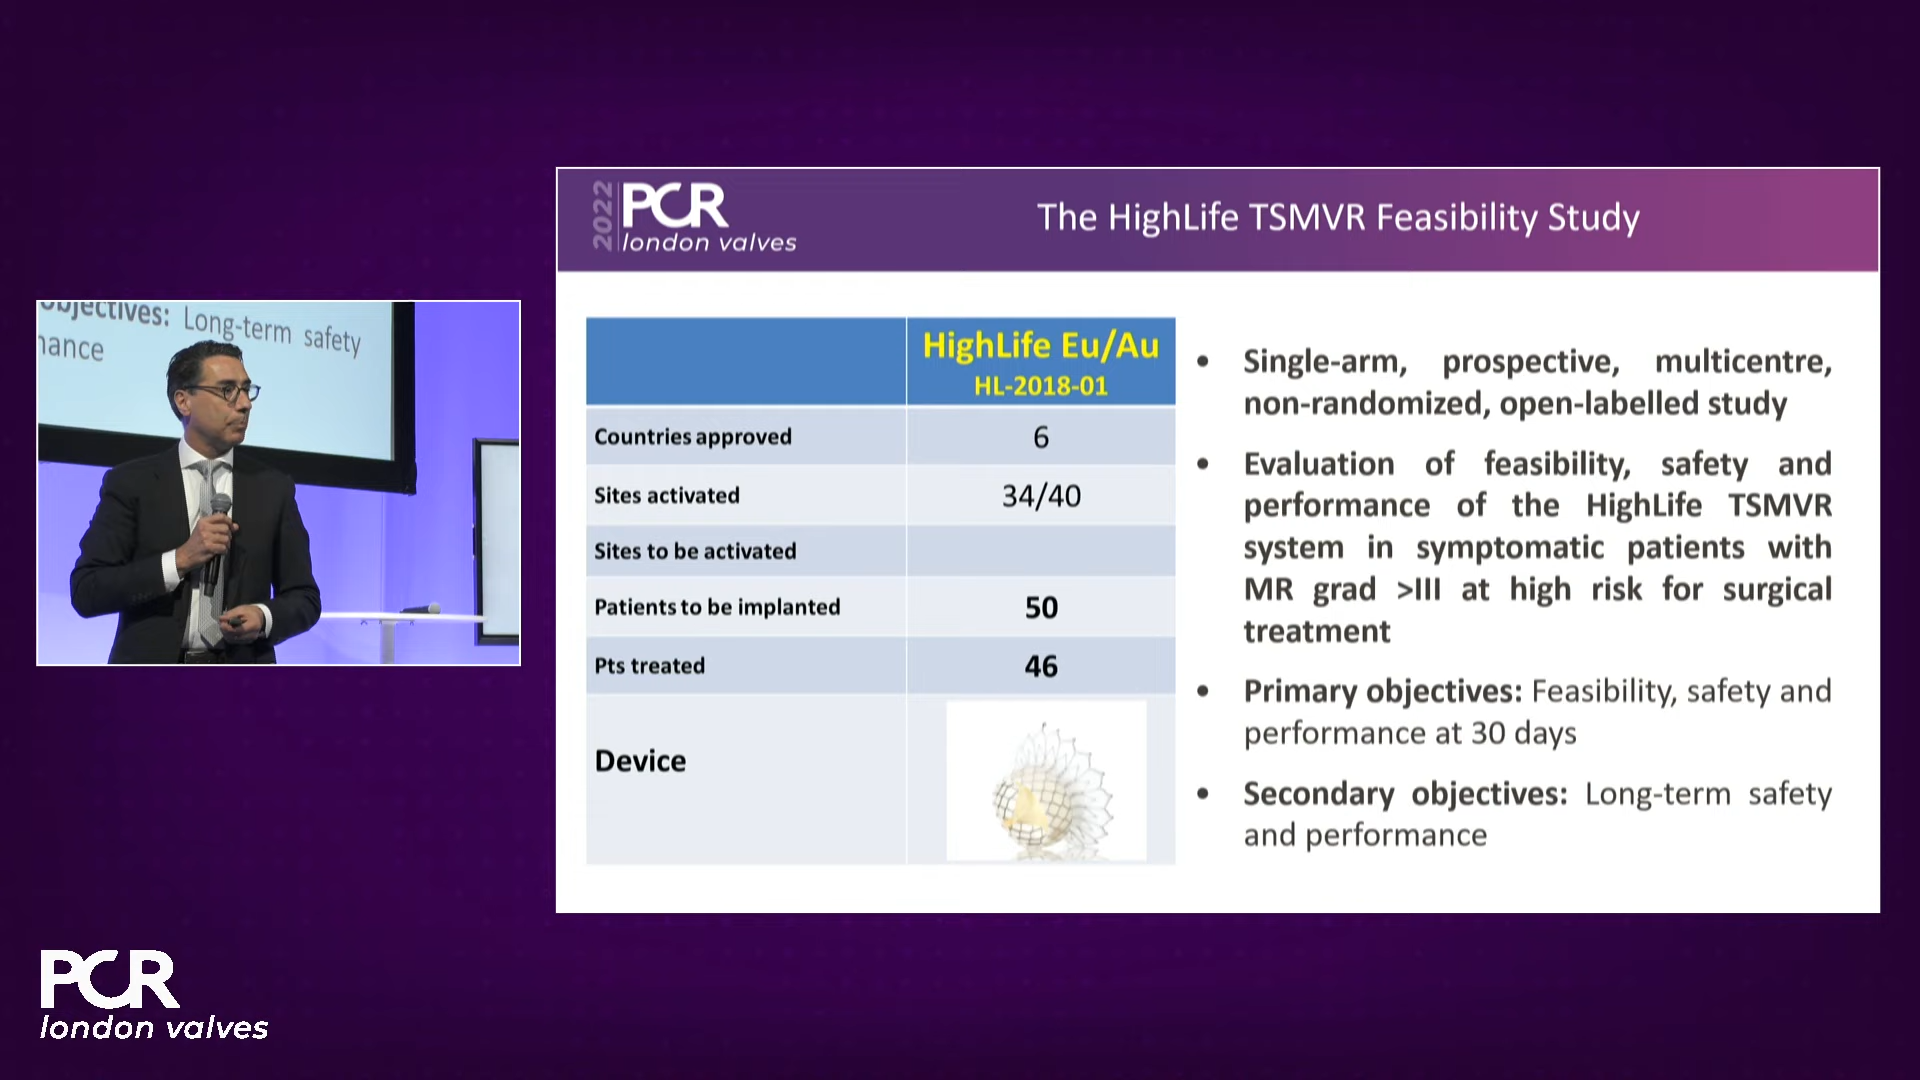 2022
PCR
london valves
The HighLife TSMVR Feasibility Study
HighLife Eu/Au
HL-2018-01
Countries approved 6
Sites activated 34/40
Sites to be activated
Patients to be implanted 50
Pts treated 46
Device
• Single-arm, prospective, multicentre,
non-randomized, open-labelled study
• Evaluation of feasibility, safety and
performance of the HighLife TSMVR
system in symptomatic patients with
MR grad >III at high risk for surgical
treatment
• Primary objectives: Feasibility, safety and
performance at 30 days
• Secondary objectives: Long-term safety
and performance
objectives: Long-term safety
mance
PCR
london valves